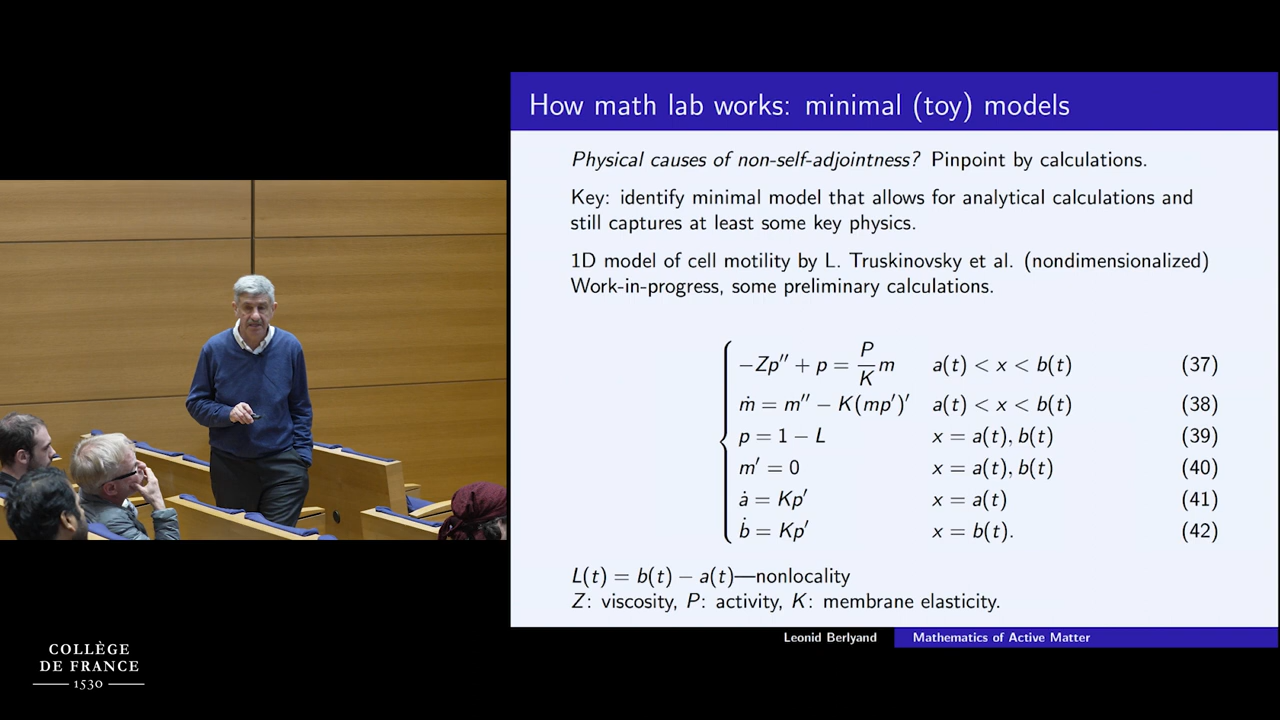 How math lab works: minimal (toy) models
Physical causes of non-self-adjointness? Pinpoint by calculations.
Key: identify minimal model that allows for analytical calculations and
still captures at least some key physics.
1D model of cell motility by L. Truskinovsky et al. (nondimensionalized)
Work-in-progress, some preliminary calculations.
−Zp′′ + p = P/K m a(t) < x < b(t) (37)
ṁ = m′′ − K(mp′)′ a(t) < x < b(t) (38)
p = 1 − L x = a(t), b(t) (39)
m′ = 0 x = a(t), b(t) (40)
ȧ = Kp′ x = a(t) (41)
ḃ = Kp′ x = b(t). (42)
L(t) = b(t) − a(t)—nonlocality
Z: viscosity, P: activity, K: membrane elasticity.
Leonid Berlyand Mathematics of Active Matter
COLLÈGE
DE FRANCE
1530